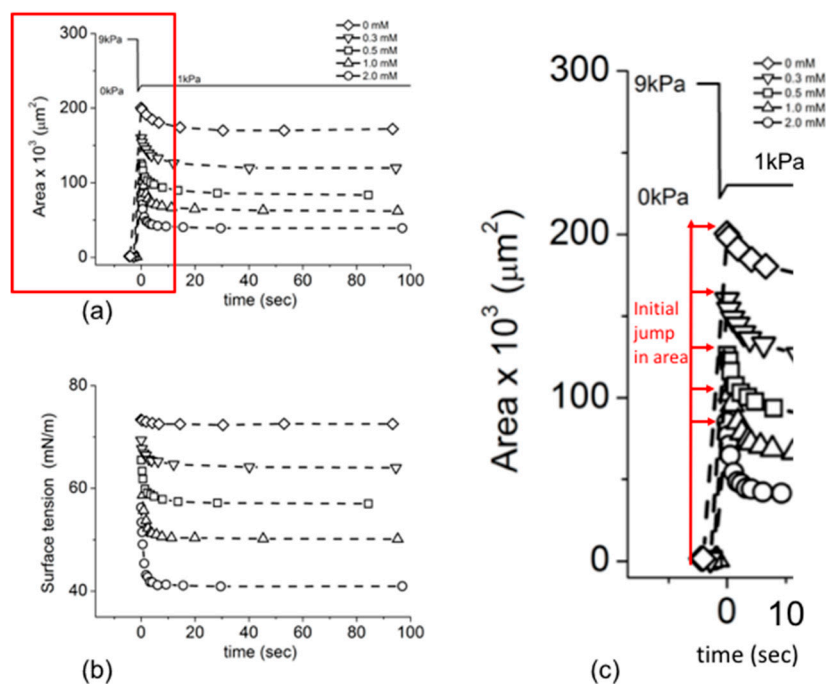 300
9kPa
0 mM
0.3 mM
0.5 mM
1.0 mM
2.0 mM
0kPa
1kPa
200
100
0
Area x 10³ (μm²)
0 20 40 60 80 100
time (sec)
(a)
80
60
40
Surface tension (mN/m)
0 20 40 60 80 100
time (sec)
(b)
0 mM
0.3 mM
0.5 mM
1.0 mM
2.0 mM
300
9kPa
1kPa
0kPa
200
Initial
jump
in area
100
0
Area x 10³ (μm²)
0 10
time (sec)
(c)